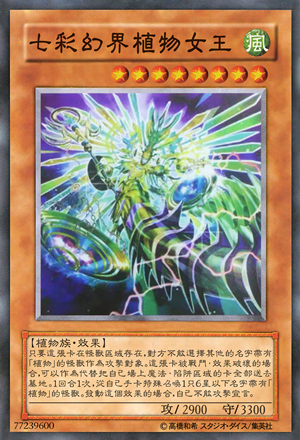 七彩幻界植物女王
風
【植物族·效果】
只要這張卡在怪獸區域存在,對方不能選擇其他的名字帶有
「植物」的怪獸作為攻擊對象。這張卡被戰鬥·效果破壞的場
合,可以作為代替把自己場上魔法·陷阱區域的卡全部送去
墓地。1回合1次,從自己手卡特殊召喚1只6星以下名字帶有「
植物」的怪獸。發動這個效果的場合,自己不能攻擊宣言。
攻/2900 守/3300
77239600
©高橋和希 スタジオ·ダイス/集英社